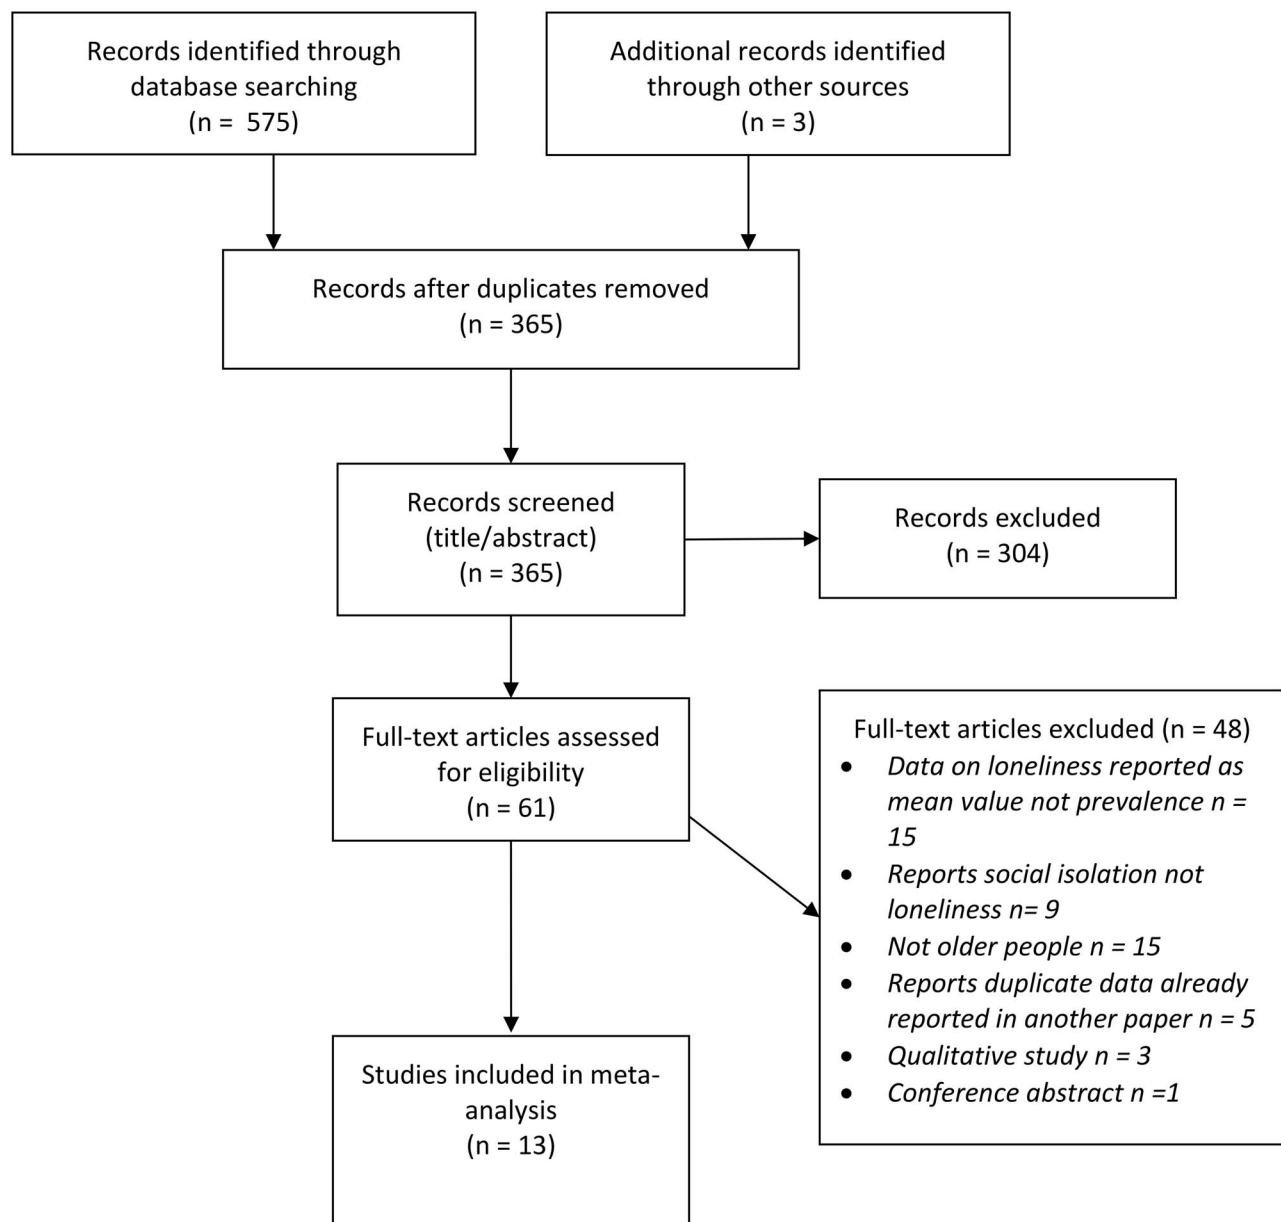 Records identified through
database searching
(n =  575)
Additional records identified
through other sources
(n = 3)
Records after duplicates removed
(n = 365)
Records screened
(title/abstract)
(n = 365)
Records excluded
(n = 304)
Full-text articles assessed
for eligibility
(n = 61)
Full-text articles excluded (n = 48)
• Data on loneliness reported as
mean value not prevalence n =
15
• Reports social isolation not
loneliness n= 9
• Not older people n = 15
• Reports duplicate data already
reported in another paper n = 5
• Qualitative study n = 3
• Conference abstract n =1
Studies included in meta-
analysis
(n = 13)